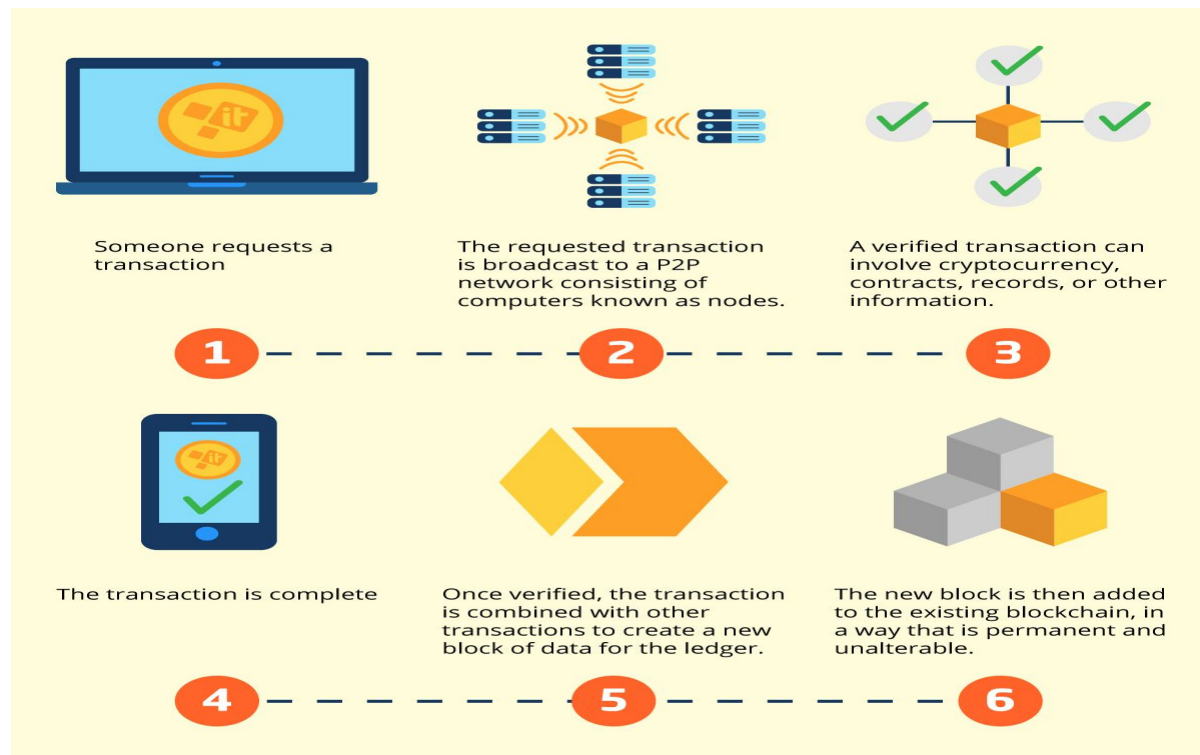 it
Someone requests a
transaction
The requested transaction
is broadcast to a P2P
network consisting of
computers known as nodes.
A verified transaction can
involve cryptocurrency,
contracts, records, or other
information.
1
2
3
it
The transaction is complete
Once verified, the transaction
is combined with other
transactions to create a new
block of data for the ledger.
The new block is then added
to the existing blockchain, in
a way that is permanent and
unalterable.
4
5
6